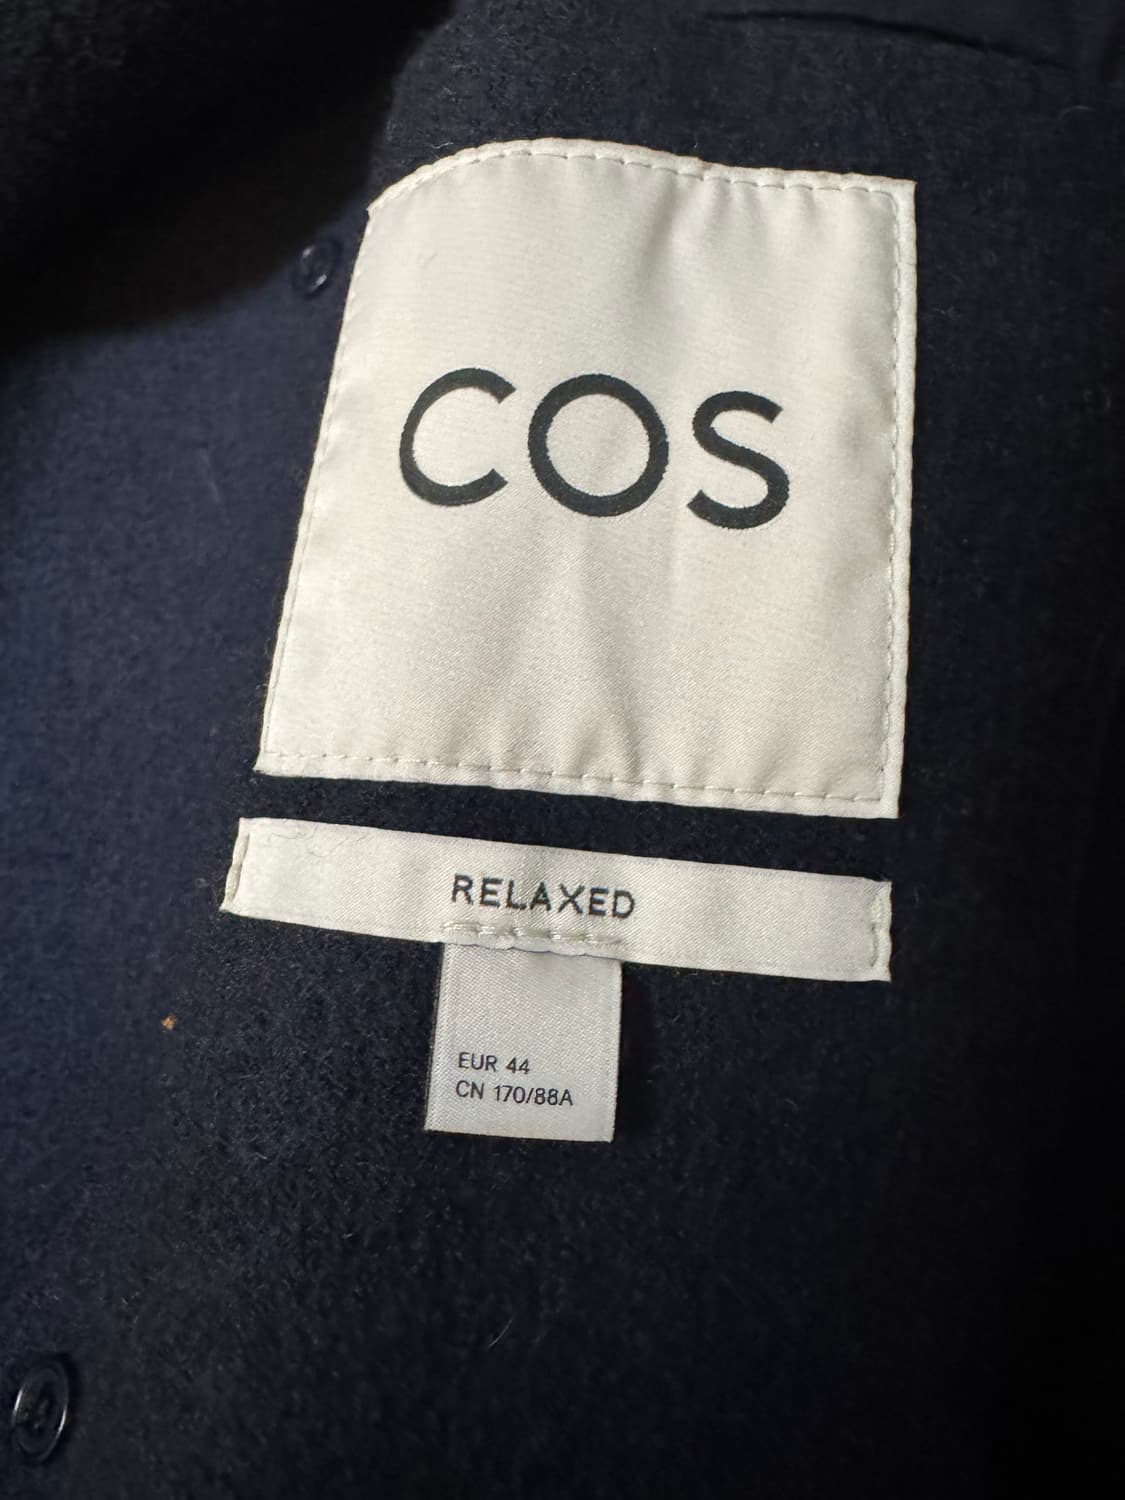 COS
RELAXED
EUR 44
CN 170/88A